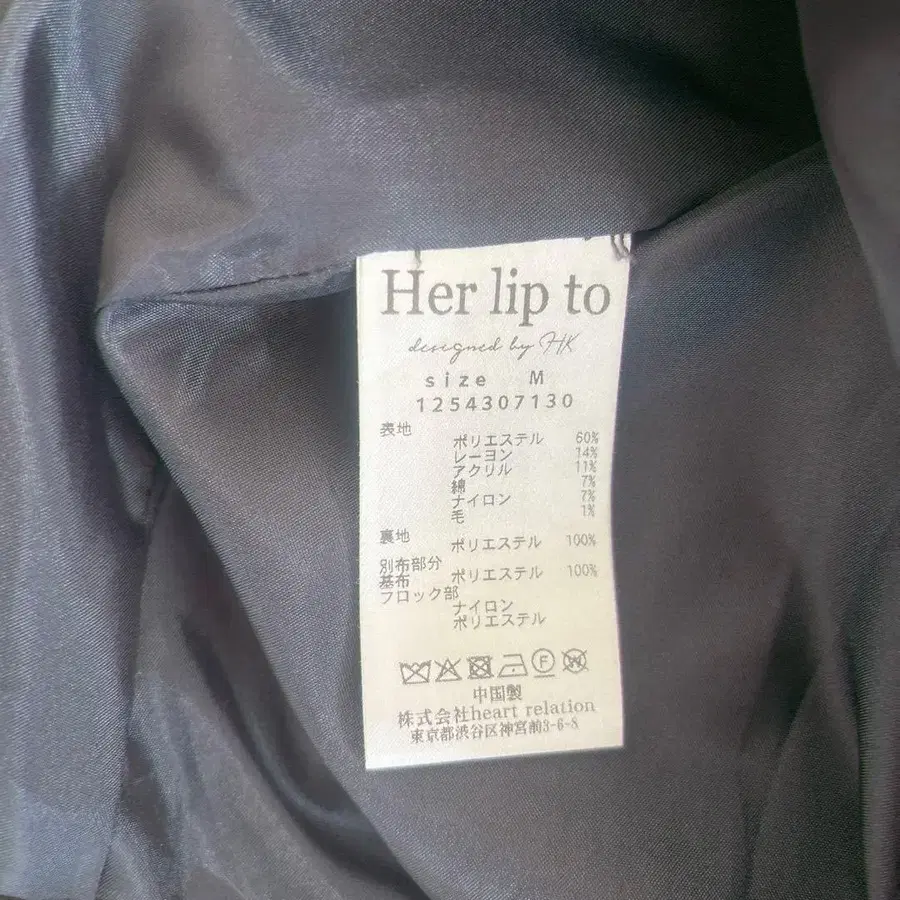 Her lip to
designed by HK
size M
1254307130
表地
ポリエステル 60%
レーヨン 14%
アクリル 11%
綿 7%
ナイロン 7%
毛 1%
裏地
ポリエステル 100%
別布部分
基布 ポリエステル 100%
フロック部
ナイロン
ポリエステル
F W
中国製
株式会社heart relation
東京都渋谷区神宮前3-6-8